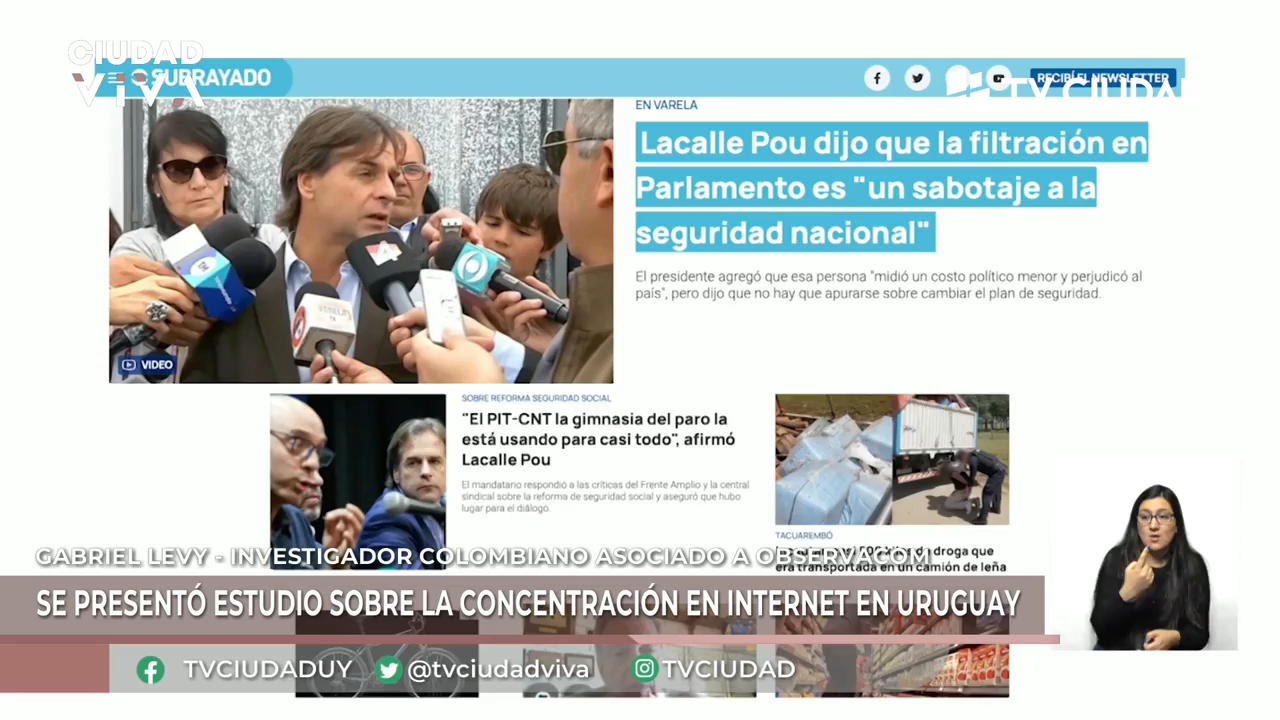 CIUDAD
VIVA
SUBRAYADO
RECIBÍ EL NEWSLETTER
TV CIUDAD
EN VARELA
Lacalle Pou dijo que la filtración en
Parlamento es "un sabotaje a la
seguridad nacional"
El presidente agregó que esa persona "midió un costo político menor y perjudicó al
país", pero dijo que no hay que apurarse sobre cambiar el plan de seguridad.
VIDEO
SOBRE REFORMA SEGURIDAD SOCIAL
"El PIT-CNT la gimnasia del paro la
está usando para casi todo", afirmó
Lacalle Pou
El mandatario respondió a las críticas del Frente Amplio y la central
sindical sobre la reforma de seguridad social y aseguró que hubo
lugar para el diálogo.
TACUAREMBÓ
de droga que
era transportada en un camión de leña
GABRIEL LEVY - INVESTIGADOR COLOMBIANO ASOCIADO A OBSERVACOM
SE PRESENTÓ ESTUDIO SOBRE LA CONCENTRACIÓN EN INTERNET EN URUGUAY
TVCIUDADUY @tvciudadviva TVCIUDAD